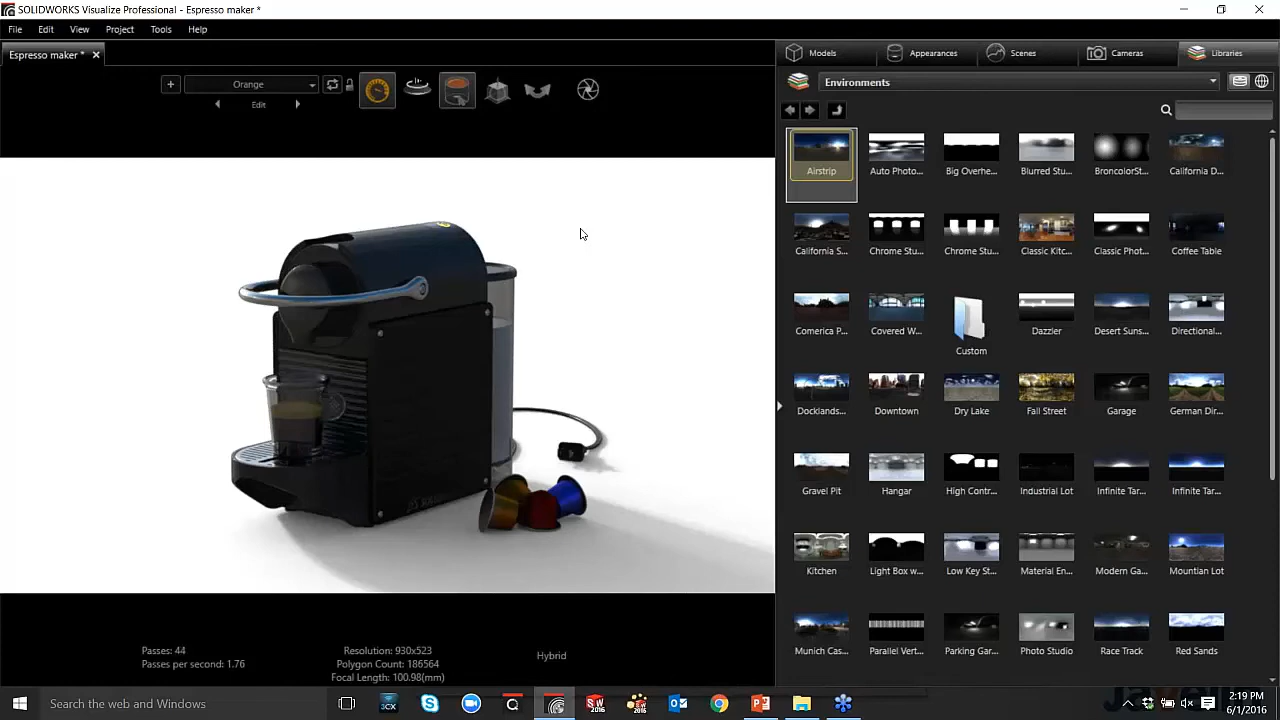 SOLIDWORKS Visualize Professional - Espresso maker *
File Edit View Project Tools Help
Espresso maker *
Models Appearances Scenes Cameras Libraries
Orange
Edit
Environments
Airstrip Auto Photo... Big Overhe... Blurred Stu... BroncolorSt... California D...
California S... Chrome Stu... Chrome Stu... Classic Kitc... Classic Phot... Coffee Table
Comerica P... Covered W... Custom Dazzler Desert Suns... Directional...
Docklands... Downtown Dry Lake Fall Street Garage German Dir...
Gravel Pit Hangar High Contr... Industrial Lot Infinite Tar... Infinite Tar...
Kitchen Light Box w... Low Key St... Material En... Modern Ga... Mountian Lot
Munich Cas... Parallel Vert... Parking Gar... Photo Studio Race Track Red Sands
Passes: 44
Passes per second: 1.76
Resolution: 930x523
Polygon Count: 186564
Focal Length: 100.98(mm)
Hybrid
Search the web and Windows
3CX
2016
2016
2:19 PM
6/1/2016